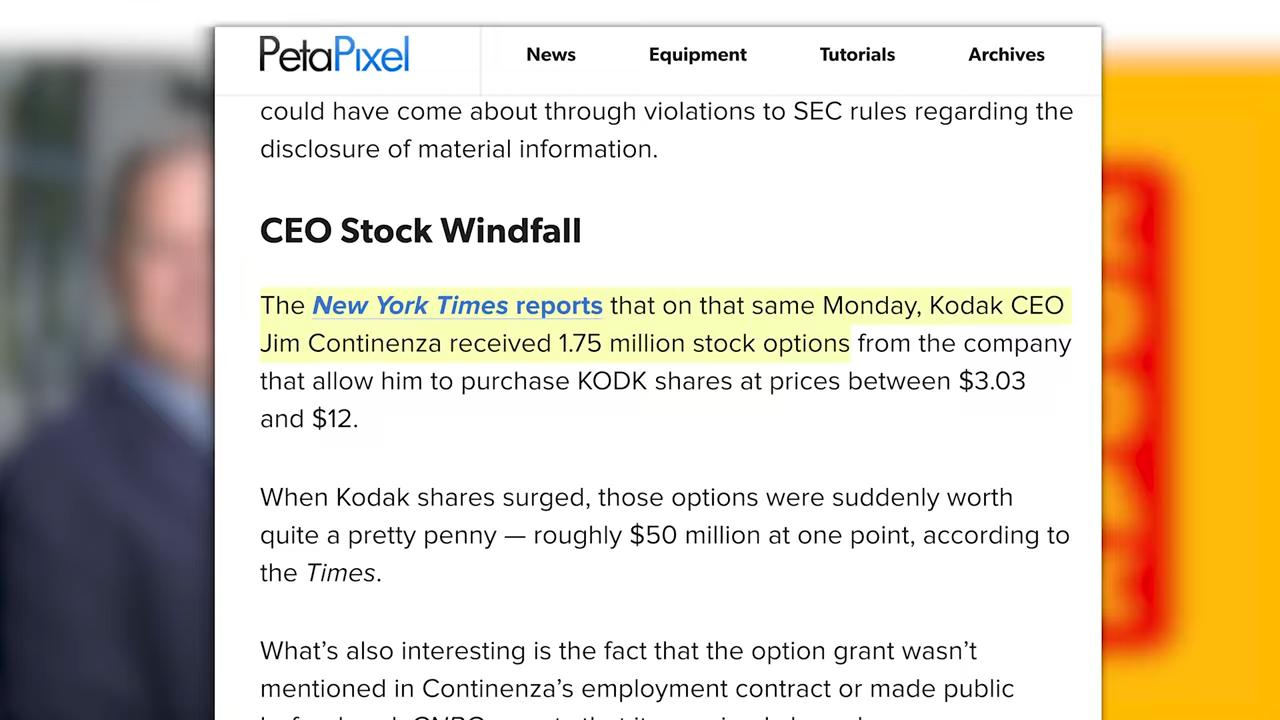 PetaPixel
News Equipment Tutorials Archives
could have come about through violations to SEC rules regarding the
disclosure of material information.
CEO Stock Windfall
The New York Times reports that on that same Monday, Kodak CEO
Jim Continenza received 1.75 million stock options from the company
that allow him to purchase KODK shares at prices between $3.03
and $12.
When Kodak shares surged, those options were suddenly worth
quite a pretty penny — roughly $50 million at one point, according to
the Times.
What’s also interesting is the fact that the option grant wasn’t
mentioned in Continenza’s employment contract or made public